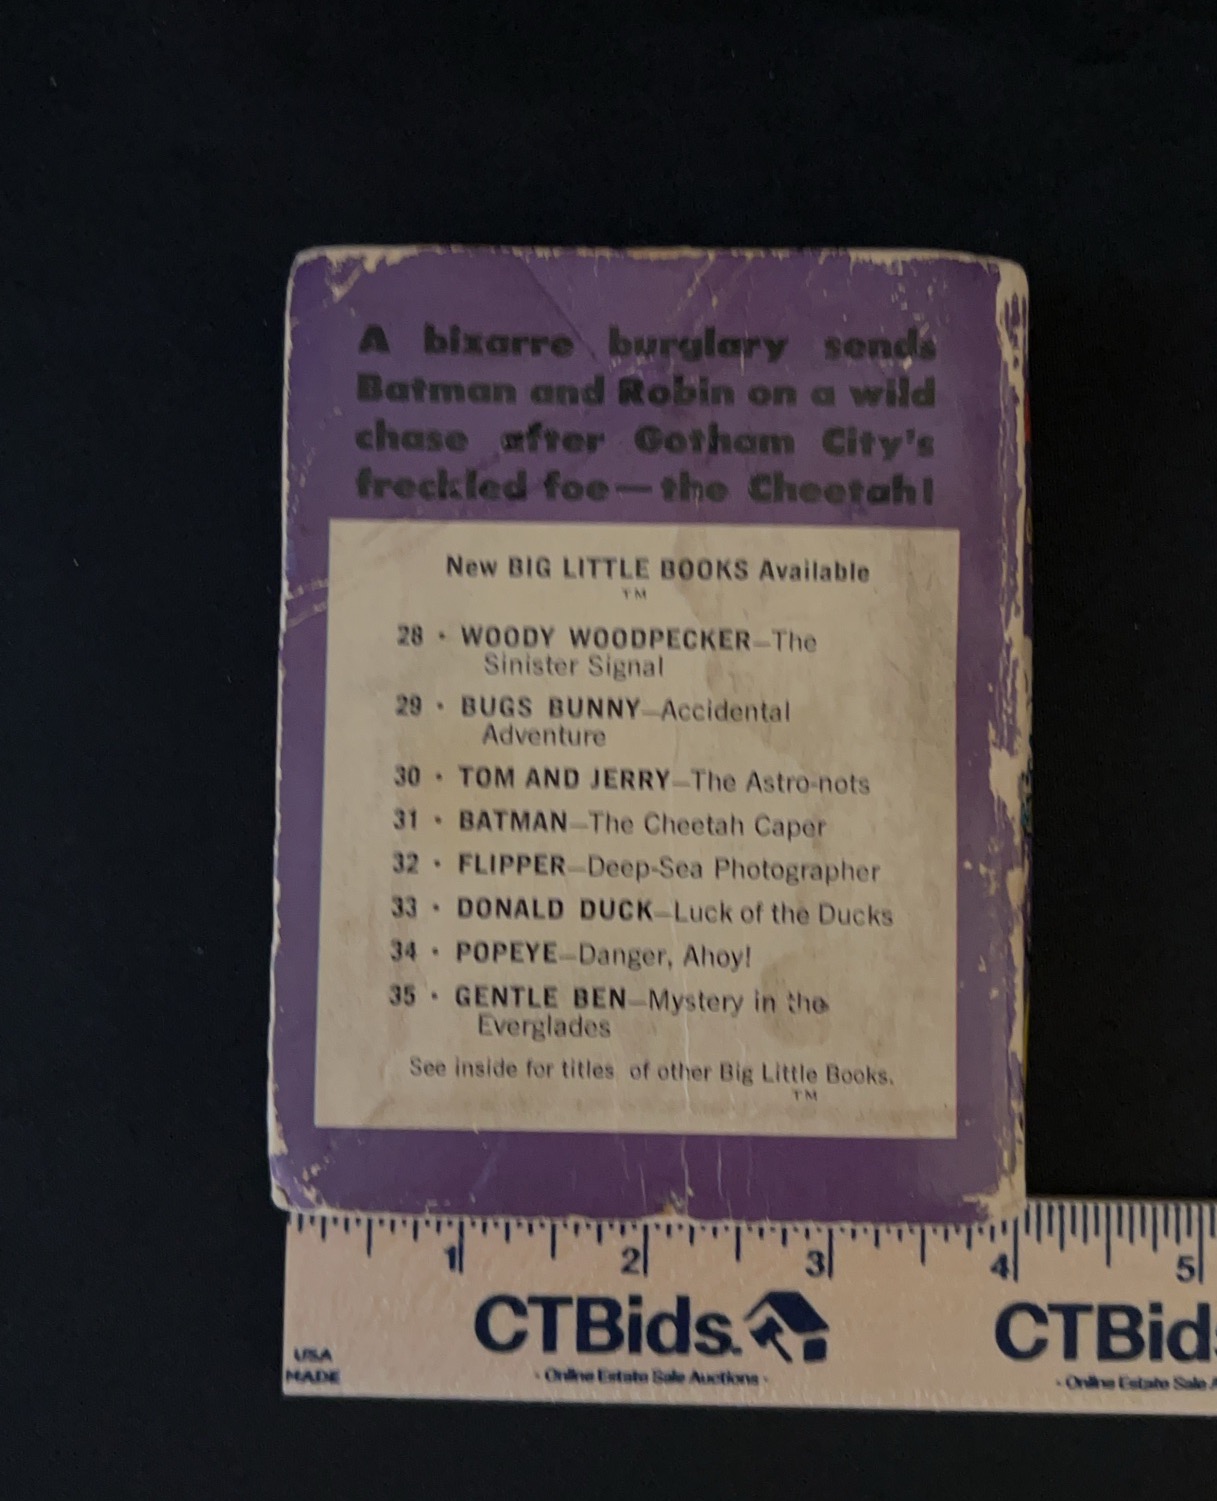 A bizarre burglary sends
Batman and Robin on a wild
chase after Gotham City's
freckled foe—the Cheetah!
New BIG LITTLE BOOKS Available
TM
28 • WOODY WOODPECKER—The
Sinister Signal
29 • BUGS BUNNY—Accidental
Adventure
30 • TOM AND JERRY—The Astro-nots
31 • BATMAN—The Cheetah Caper
32 • FLIPPER—Deep-Sea Photographer
33 • DONALD DUCK—Luck of the Ducks
34 • POPEYE—Danger, Ahoy!
35 • GENTLE BEN—Mystery in the
Everglades
See inside for titles of other Big Little Books.
TM
1 2 3 4 5
CTBids. CTBids
USA
MADE
- Online Estate Sale Auctions - - Online Estate Sale A